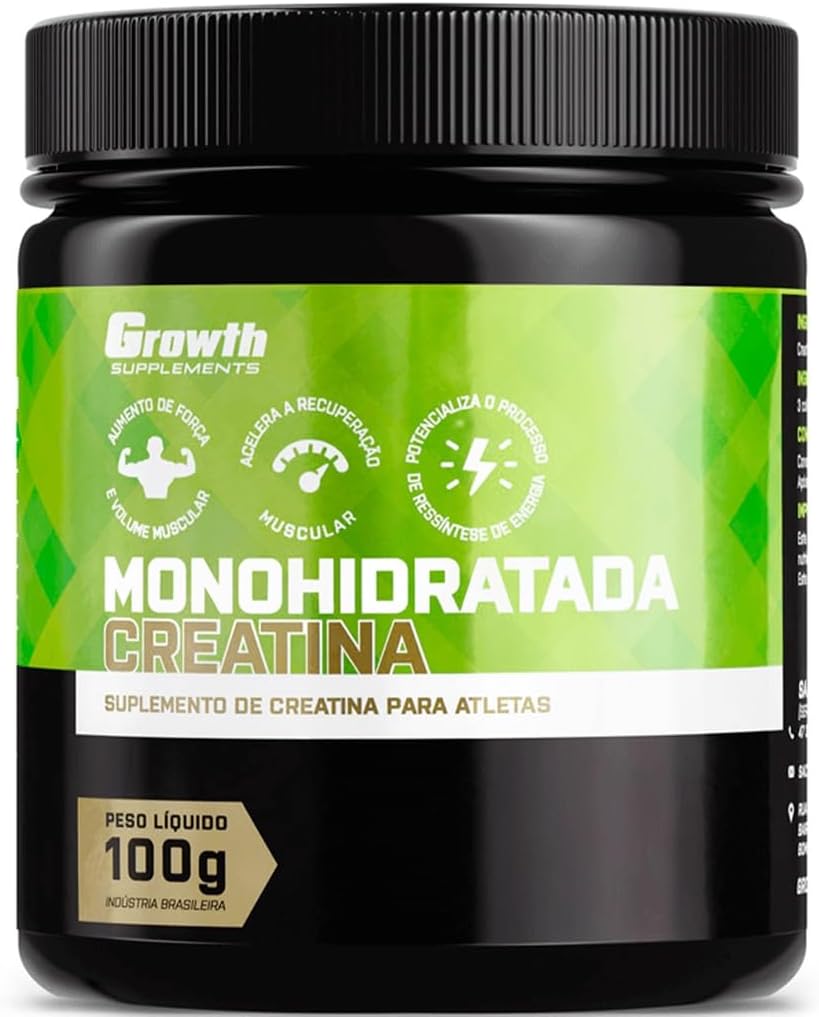 Growth
SUPPLEMENTS
AUMENTO DE FORÇA
E VOLUME MUSCULAR
ACELERA A RECUPERAÇÃO
MUSCULAR
POTENCIALIZA O PROCESSO
DE RESSÍNTESE DE ENERGIA
MONOHIDRATADA
CREATINA
SUPLEMENTO DE CREATINA PARA ATLETAS
PESO LÍQUIDO
100g
INDÚSTRIA BRASILEIRA